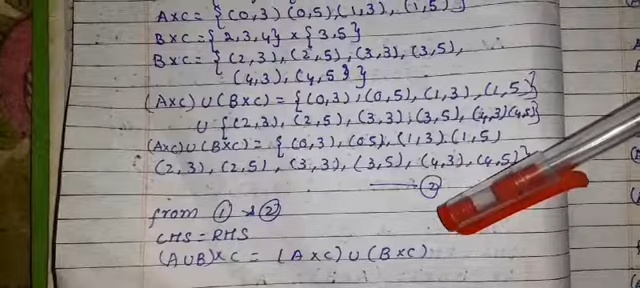 A×C = {(0,3) (0,5), (1,3), (1,5)}
B×C = {2,3,4} × {3,5}
B×C = {(2,3), (2,5), (3,3), (3,5),
(4,3), (4,5)}
(A×C) ∪ (B×C) = {(0,3), (0,5), (1,3), (1,5)}
∪ {(2,3), (2,5), (3,3), (3,5), (4,3) (4,5)}
(A×C) ∪ (B×C) = { (0,3), (0,5), (1,3), (1,5)
(2,3), (2,5), (3,3), (3,5), (4,3), (4,5)}
— ②
from ① & ②
LHS = RHS
(A∪B)×C = (A×C) ∪ (B×C)